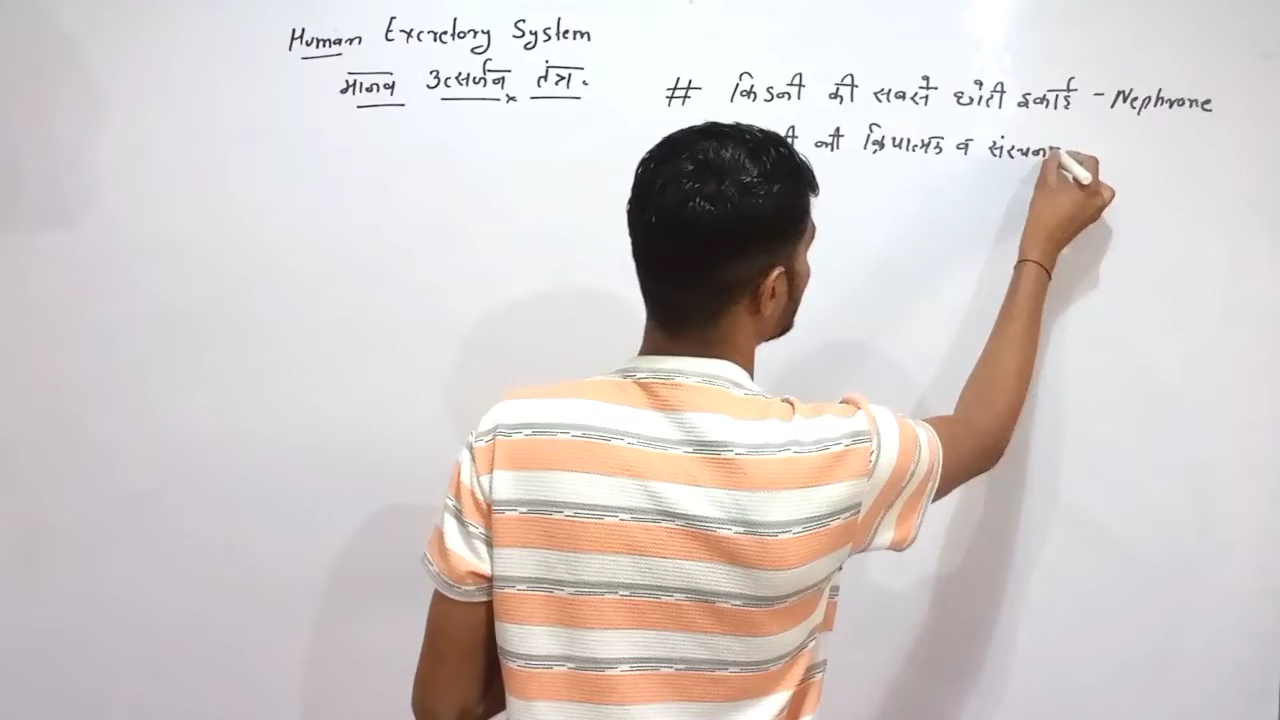 Human Excretory System
मानव उत्सर्जन तंत्र.
# किडनी की सबसे छोटी इकाई - Nephrone
की क्रियात्मक व संरचना